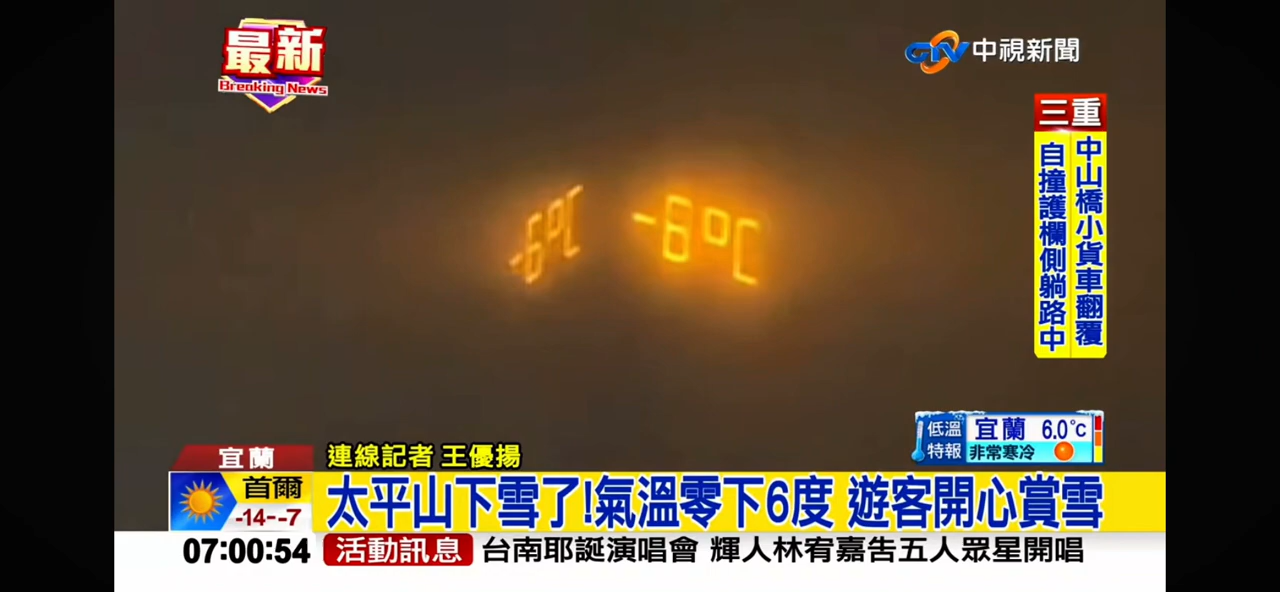 最新
Breaking News
CTV 中視新聞
三重
中山橋小貨車翻覆
自撞護欄側躺路中
-6°C
-6°C
低溫特報
宜蘭 6.0°C
非常寒冷
宜蘭
連線記者 王優揚
首爾
-14--7
太平山下雪了!氣溫零下6度 遊客開心賞雪
07:00:54
活動訊息
台南耶誕演唱會 輝人林宥嘉告五人眾星開唱